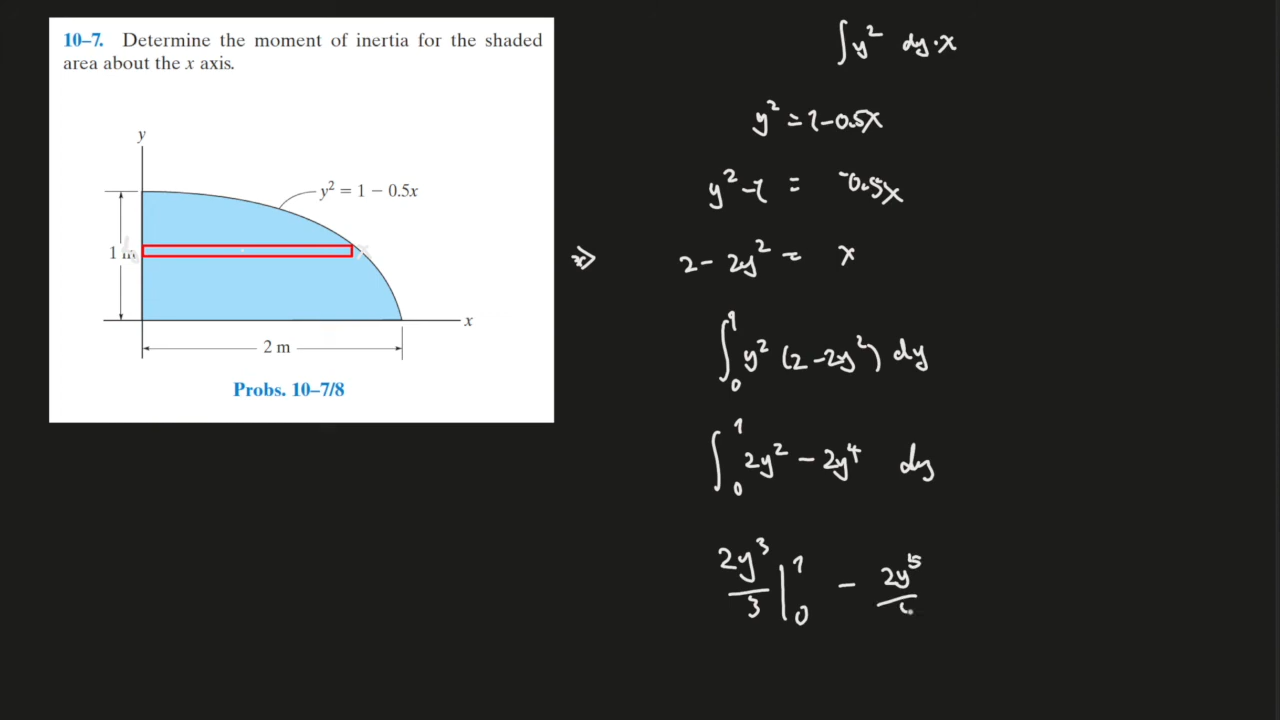 10–7. Determine the moment of inertia for the shaded
area about the x axis.
y
y² = 1 − 0.5x
1 m
x
2 m
Probs. 10–7/8
∫y² dy·x
y² = 1-0.5x
y² -1 = -0.5x
=> 2 - 2y² = x
∫₀¹ y² (2-2y²) dy
∫₀¹ 2y² - 2y⁴ dy
2y³/3 |₀¹ - 2y⁵/